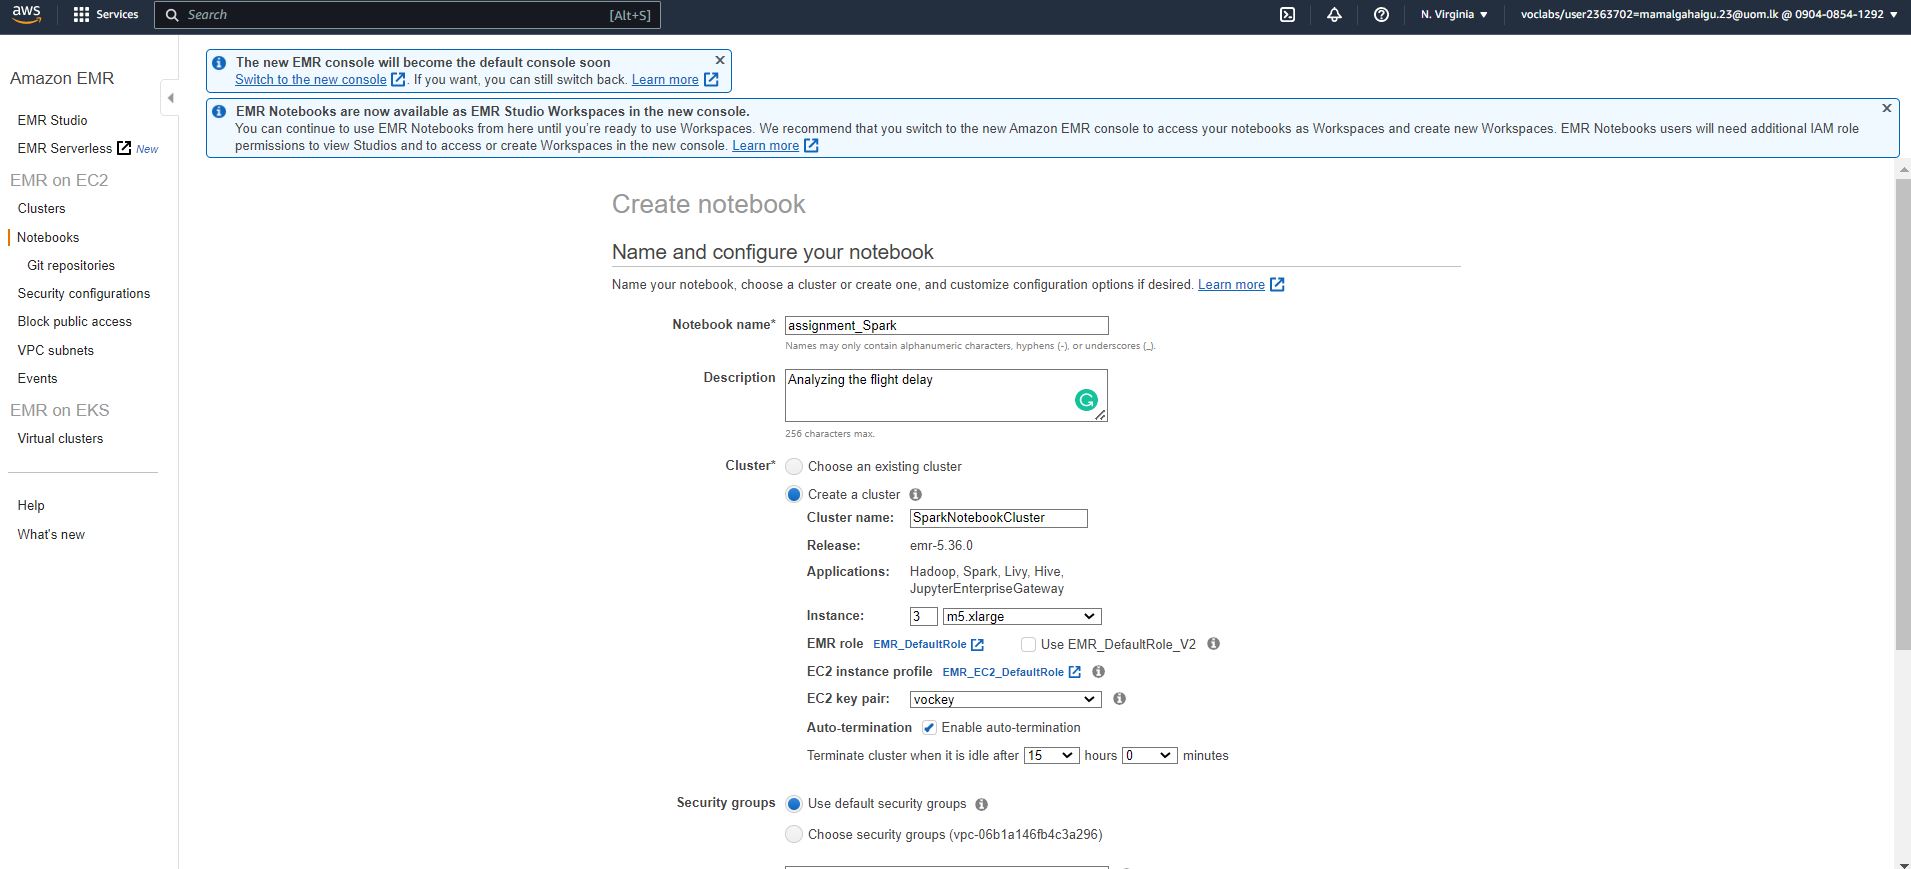 aws
Services
Search
[Alt+S]
N. Virginia
voclabs/user2363702=mamalgahaigu.23@uom.lk @ 0904-0854-1292
Amazon EMR
EMR Studio
EMR Serverless New
EMR on EC2
Clusters
Notebooks
Git repositories
Security configurations
Block public access
VPC subnets
Events
EMR on EKS
Virtual clusters
Help
What's new
The new EMR console will become the default console soon
Switch to the new console . If you want, you can still switch back. Learn more
EMR Notebooks are now available as EMR Studio Workspaces in the new console.
You can continue to use EMR Notebooks from here until you're ready to use Workspaces. We recommend that you switch to the new Amazon EMR console to access your notebooks as Workspaces and create new Workspaces. EMR Notebooks users will need additional IAM role
permissions to view Studios and to access or create Workspaces in the new console. Learn more
Create notebook
Name and configure your notebook
Name your notebook, choose a cluster or create one, and customize configuration options if desired. Learn more
Notebook name* assignment_Spark
Names may only contain alphanumeric characters, hyphens (-), or underscores (_).
Description Analyzing the flight delay
256 characters max.
Cluster* Choose an existing cluster
Create a cluster
Cluster name: SparkNotebookCluster
Release: emr-5.36.0
Applications: Hadoop, Spark, Livy, Hive,
JupyterEnterpriseGateway
Instance: 3 m5.xlarge
EMR role EMR_DefaultRole Use EMR_DefaultRole_V2
EC2 instance profile EMR_EC2_DefaultRole
EC2 key pair: vockey
Auto-termination Enable auto-termination
Terminate cluster when it is idle after 15 hours 0 minutes
Security groups Use default security groups
Choose security groups (vpc-06b1a146fb4c3a296)